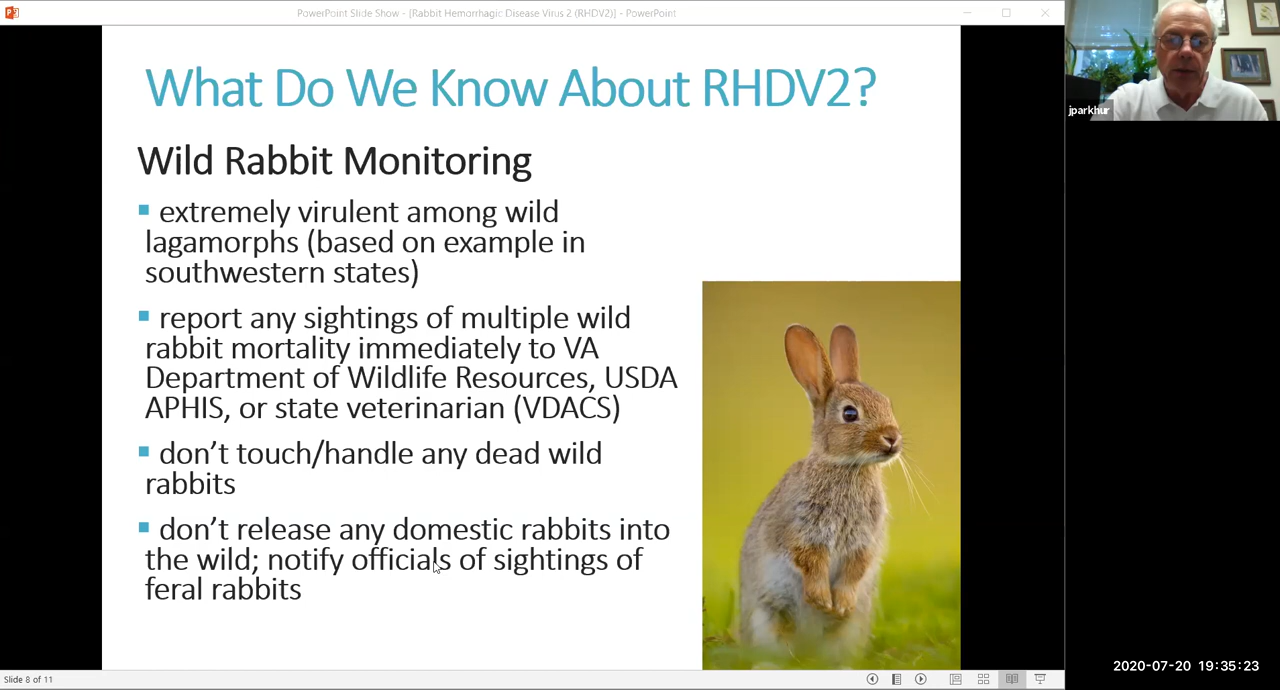 PowerPoint Slide Show - [Rabbit Hemorrhagic Disease Virus 2 (RHDV2)] - PowerPoint
What Do We Know About RHDV2?
Wild Rabbit Monitoring
▪ extremely virulent among wild
lagamorphs (based on example in
southwestern states)
▪ report any sightings of multiple wild
rabbit mortality immediately to VA
Department of Wildlife Resources, USDA
APHIS, or state veterinarian (VDACS)
▪ don’t touch/handle any dead wild
rabbits
▪ don’t release any domestic rabbits into
the wild; notify officials of sightings of
feral rabbits
Slide 8 of 11
jparkhur
2020-07-20 19:35:23